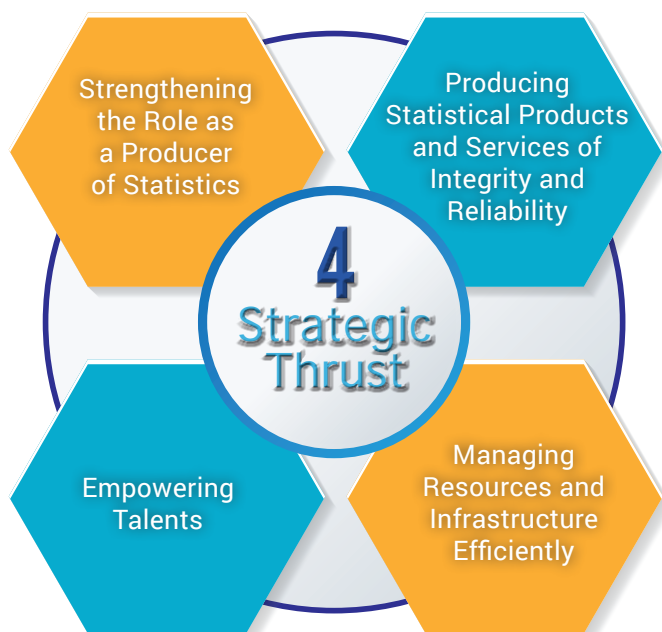 Strengthening
the Role as
a Producer
of Statistics
Producing
Statistical Products
and Services of
Integrity and
Reliability
4
Strategic
Thrust
Empowering
Talents
Managing
Resources and
Infrastructure
Efficiently